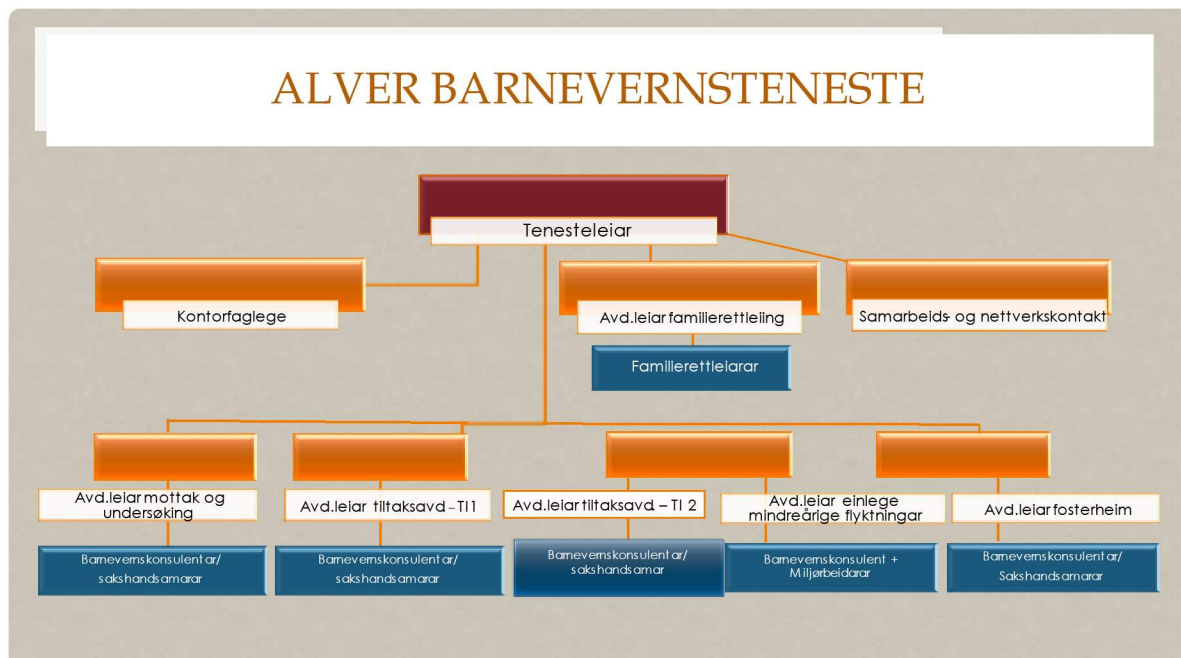 ALVER BARNEVERNSTENESTE
Tenesteleiar
Kontorfaglege
Avd.leiar familierettleiing
Samarbeids- og nettverkskontakt
Familierettleiarar
Avd.leiar mottak og
undersøking
Avd.leiar tiltaksavd.-TI1
Avd.leiar tiltaksavd. – TI 2
Avd.leiar einlege
mindreårige flyktningar
Avd.leiar fosterheim
Barnevernskonsulentar/
sakshandsamarar
Barnevernskonsulentar/
sakshandsamarar
Barnevernskonsulentar/
sakshandsamar
Barnevernskonsulent +
Miljørbeidarar
Barnevernskonsulentar/
Sakshandsamarar